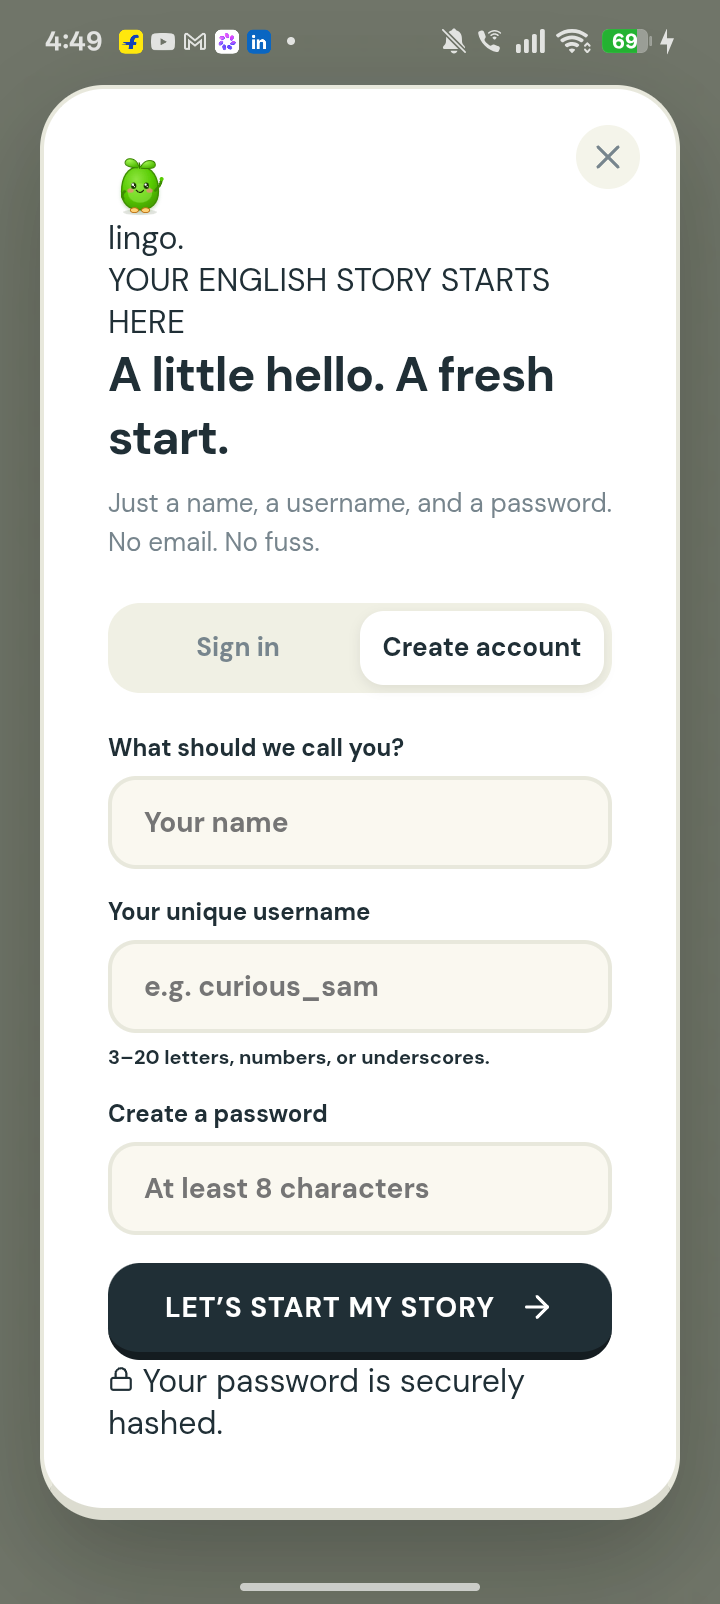 4:49
in
69
lingo.
YOUR ENGLISH STORY STARTS
HERE
A little hello. A fresh
start.
Just a name, a username, and a password.
No email. No fuss.
Sign in
Create account
What should we call you?
Your name
Your unique username
e.g. curious_sam
3–20 letters, numbers, or underscores.
Create a password
At least 8 characters
LET’S START MY STORY
Your password is securely
hashed.